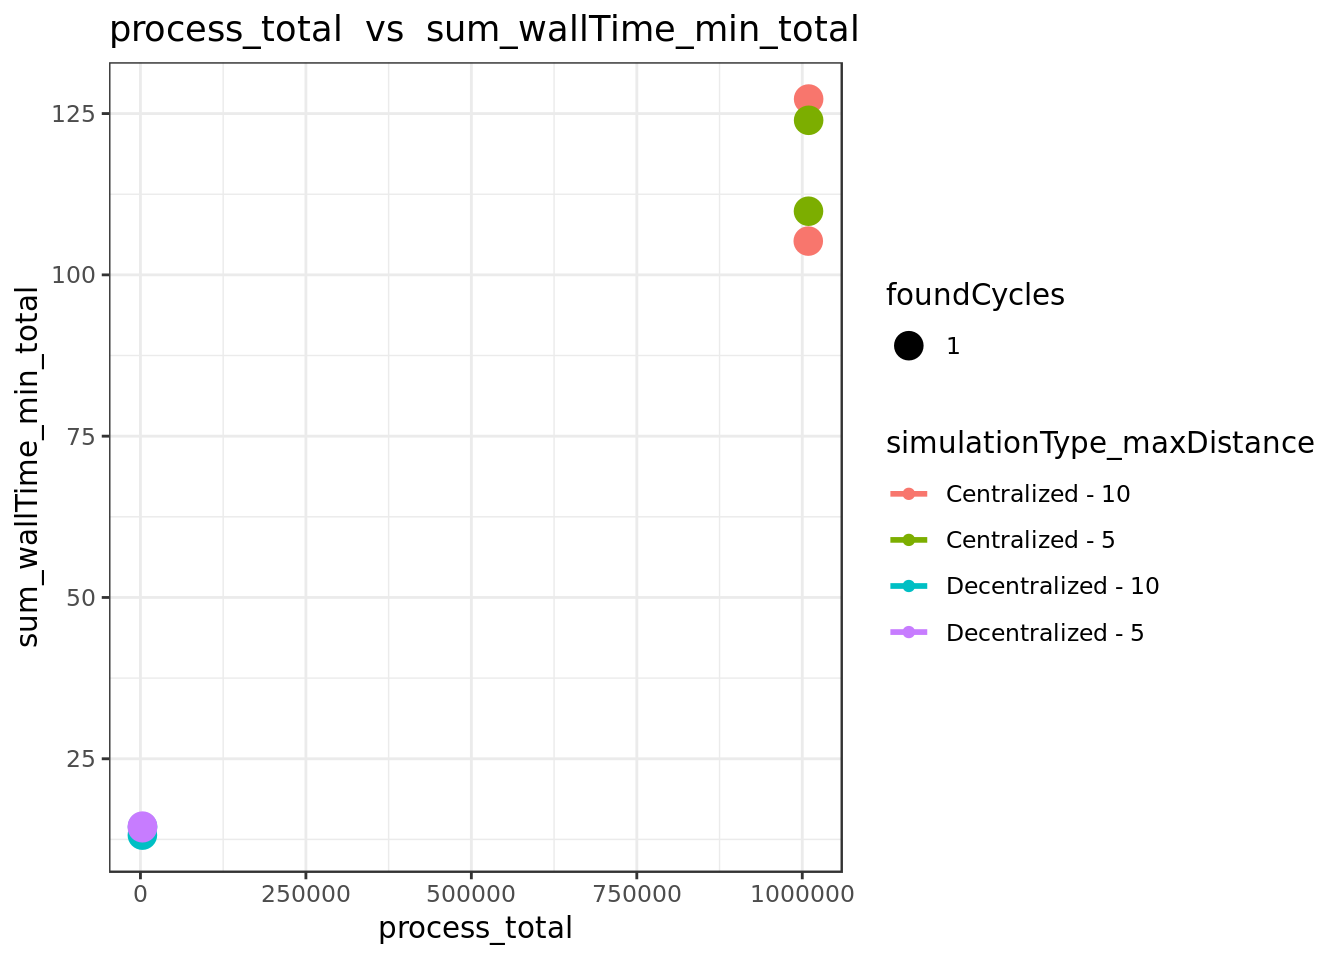 process_total  vs  sum_wallTime_min_total
125
100
75
50
25
sum_wallTime_min_total
0
250000
500000
750000
1000000
process_total
foundCycles
1
simulationType_maxDistance
Centralized - 10
Centralized - 5
Decentralized - 10
Decentralized - 5